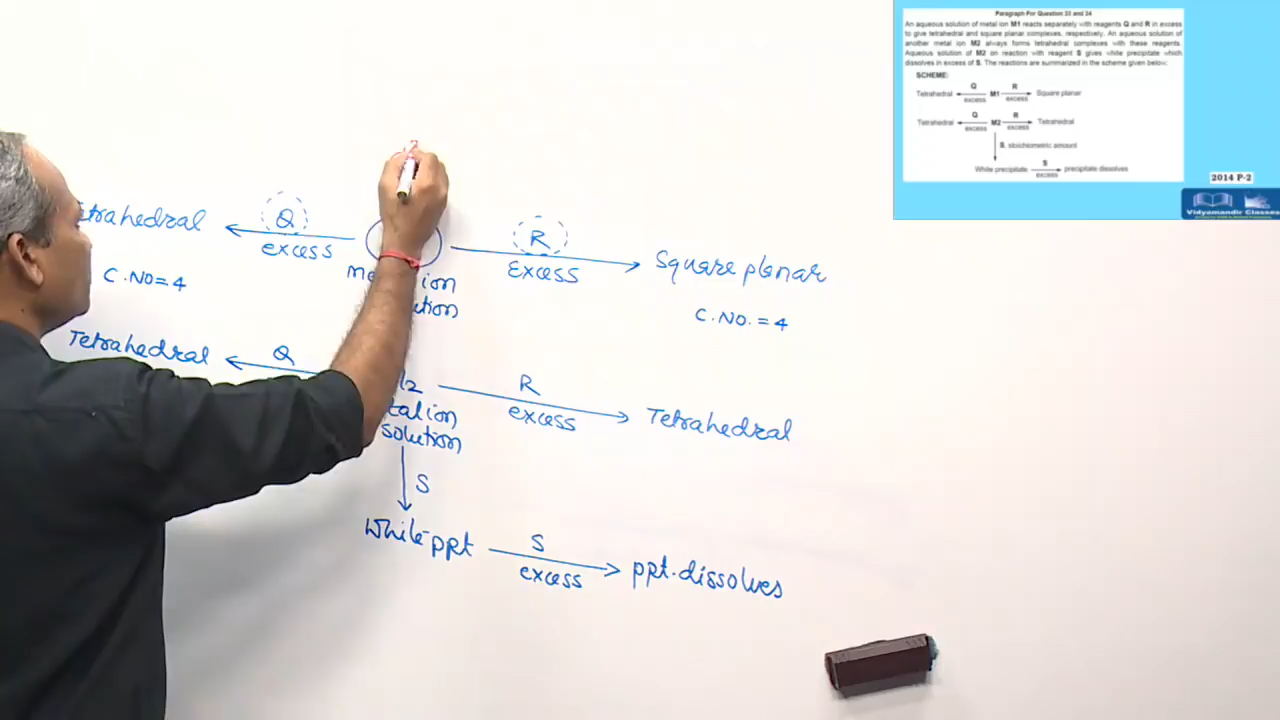 Paragraph For Question 23 and 24
An aqueous solution of metal ion M1 reacts separately with reagents Q and R in excess
to give tetrahedral and square planar complexes, respectively. An aqueous solution of
another metal ion M2 always forms tetrahedral complexes with these reagents.
Aqueous solution of M2 on reaction with reagent S gives white precipitate which
dissolves in excess of S. The reactions are summarized in the scheme given below:
SCHEME:
Tetrahedral Q excess M1 R excess Square planar
Tetrahedral Q excess M2 R excess Tetrahedral
S, stoichiometric amount
White precipitate S excess precipitate dissolves
2014 P-2
Vidyamandir Classes
trahedral Q excess R Excess Square planar
C.NO=4
ion
C.NO.=4
Tetrahedral Q R excess Tetrahedral
solution
S
White ppt S excess ppt.dissolves